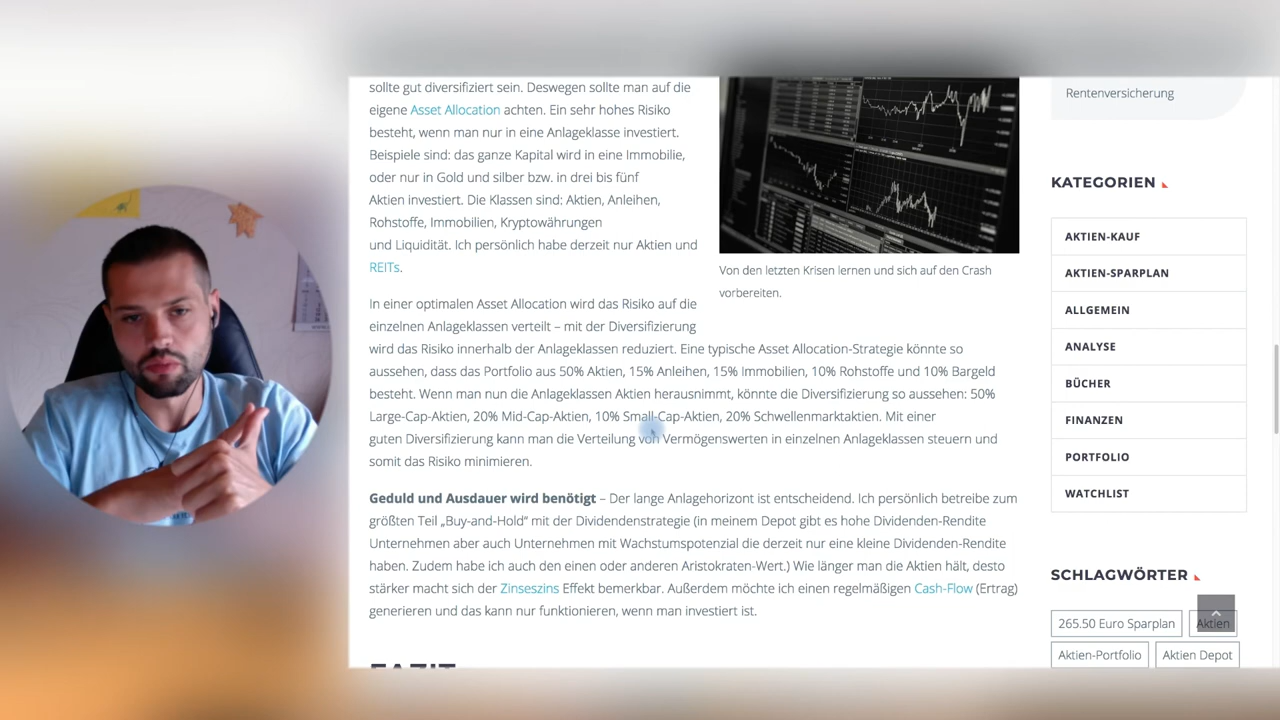 sollte gut diversifiziert sein. Deswegen sollte man auf die
eigene Asset Allocation achten. Ein sehr hohes Risiko
besteht, wenn man nur in eine Anlageklasse investiert.
Beispiele sind: das ganze Kapital wird in eine Immobilie,
oder nur in Gold und silber bzw. in drei bis fünf
Aktien investiert. Die Klassen sind: Aktien, Anleihen,
Rohstoffe, Immobilien, Kryptowährungen
und Liquidität. Ich persönlich habe derzeit nur Aktien und
REITs.
Von den letzten Krisen lernen und sich auf den Crash
vorbereiten.
In einer optimalen Asset Allocation wird das Risiko auf die
einzelnen Anlageklassen verteilt – mit der Diversifizierung
wird das Risiko innerhalb der Anlageklassen reduziert. Eine typische Asset Allocation-Strategie könnte so
aussehen, dass das Portfolio aus 50% Aktien, 15% Anleihen, 15% Immobilien, 10% Rohstoffe und 10% Bargeld
besteht. Wenn man nun die Anlageklassen Aktien herausnimmt, könnte die Diversifizierung so aussehen: 50%
Large-Cap-Aktien, 20% Mid-Cap-Aktien, 10% Small-Cap-Aktien, 20% Schwellenmarktaktien. Mit einer
guten Diversifizierung kann man die Verteilung von Vermögenswerten in einzelnen Anlageklassen steuern und
somit das Risiko minimieren.
Geduld und Ausdauer wird benötigt – Der lange Anlagehorizont ist entscheidend. Ich persönlich betreibe zum
größten Teil „Buy-and-Hold“ mit der Dividendenstrategie (in meinem Depot gibt es hohe Dividenden-Rendite
Unternehmen aber auch Unternehmen mit Wachstumspotenzial die derzeit nur eine kleine Dividenden-Rendite
haben. Zudem habe ich auch den einen oder anderen Aristokraten-Wert.) Wie länger man die Aktien hält, desto
stärker macht sich der Zinseszins Effekt bemerkbar. Außerdem möchte ich einen regelmäßigen Cash-Flow (Ertrag)
generieren und das kann nur funktionieren, wenn man investiert ist.
FAZIT
Rentenversicherung
KATEGORIEN
AKTIEN-KAUF
AKTIEN-SPARPLAN
ALLGEMEIN
ANALYSE
BÜCHER
FINANZEN
PORTFOLIO
WATCHLIST
SCHLAGWÖRTER
265.50 Euro Sparplan
Aktien
Aktien-Portfolio
Aktien Depot